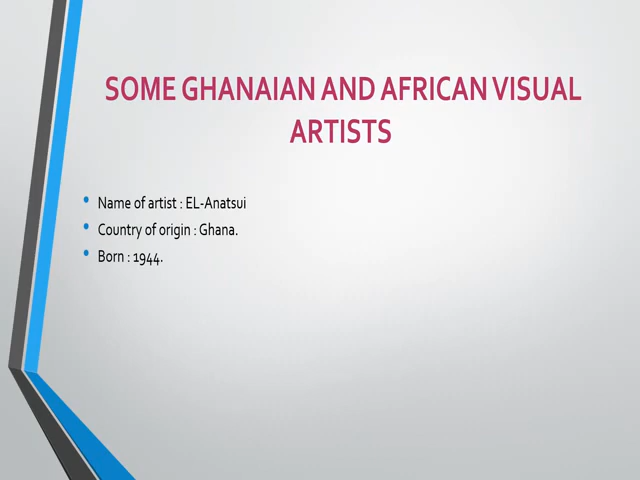 SOME GHANAIAN AND AFRICAN VISUAL
ARTISTS
• Name of artist : EL-Anatsui
• Country of origin : Ghana.
• Born : 1944.